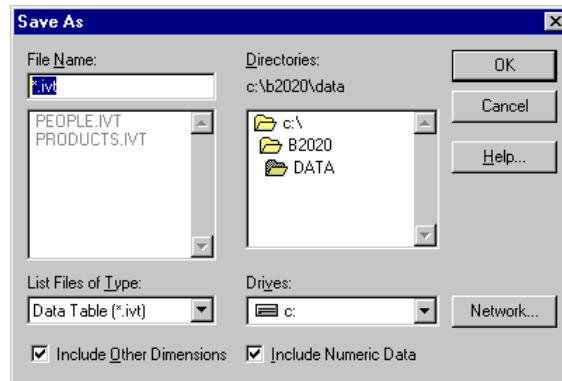 Save As
File Name:
*.ivt
PEOPLE.IVT
PRODUCTS.IVT
List Files of Type:
Data Table (*.ivt)
Include Other Dimensions
Directories:
c:\b2020\data
c:\
B2020
DATA
Drives:
c:
Include Numeric Data
OK
Cancel
Help...
Network...